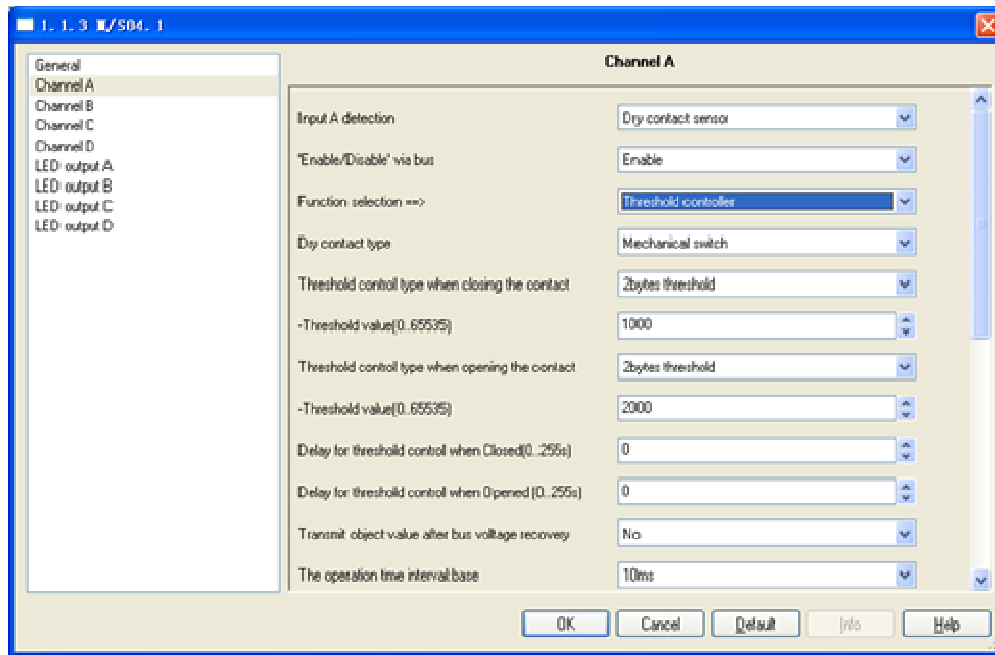 1. 1. 3 M/S04. 1
General
Channel A
Channel B
Channel C
Channel D
LED output A
LED output B
LED output C
LED output D
Channel A
Input A detection
Dry contact sensor
"Enable/Disable" via bus
Enable
Function selection ==>
Threshold controller
Dry contact type
Mechanical switch
Threshold controll type when closing the contact
2bytes threshold
-Threshold value(0..65535)
1000
Threshold controll type when opening the contact
2bytes threshold
-Threshold value(0..65535)
2000
Delay for threshold controll when Closed(0..255s)
0
Delay for threshold controll when Opened (0..255s)
0
Transmit object value after bus volltage recovery
No
The operation time interval:base
10ms
OK
Cancel
Default
Info
Help